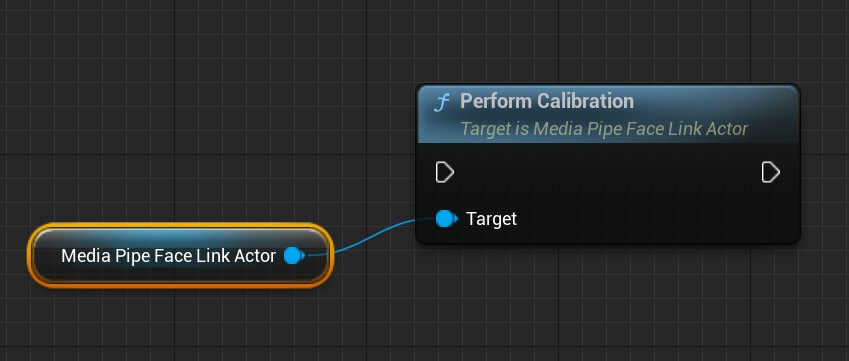 Perform Calibration
Target is Media Pipe Face Link Actor
Target
Media Pipe Face Link Actor